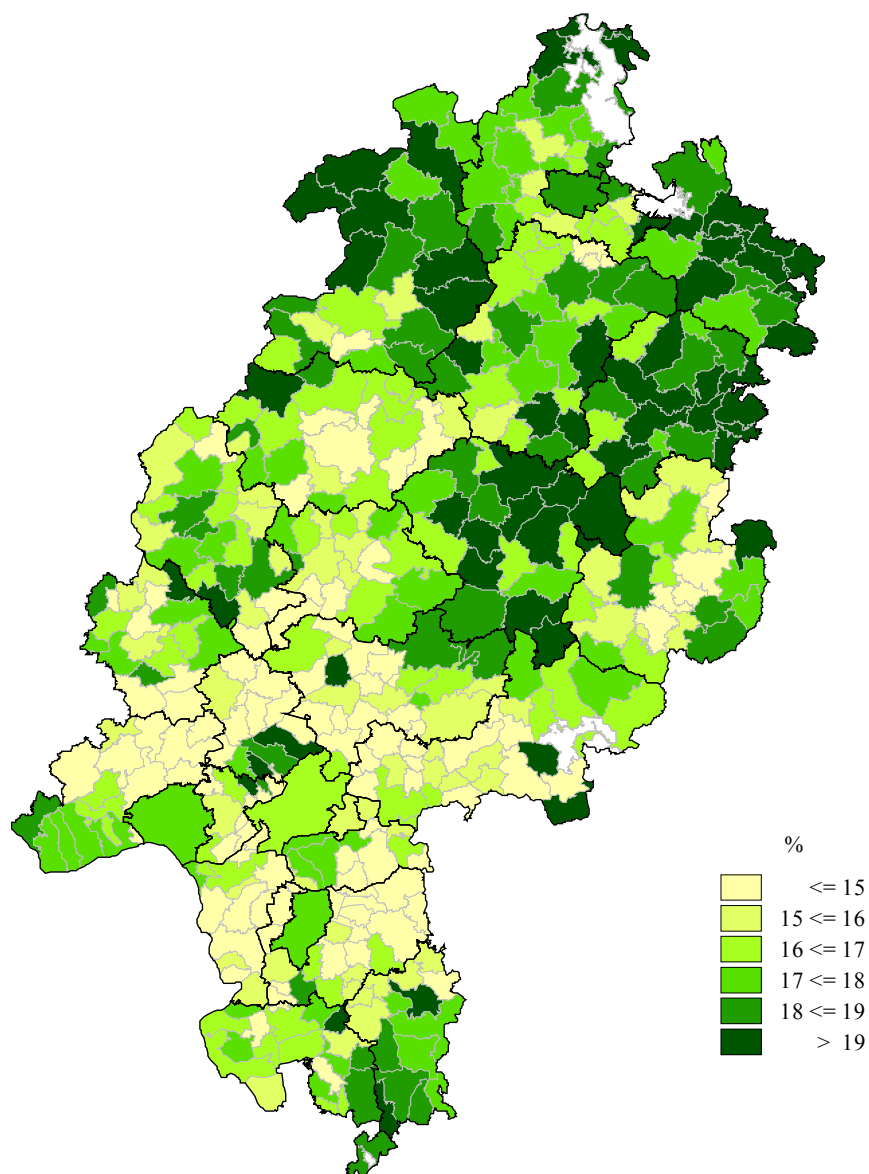 %
<= 15
15 <= 16
16 <= 17
17 <= 18
18 <= 19
> 19